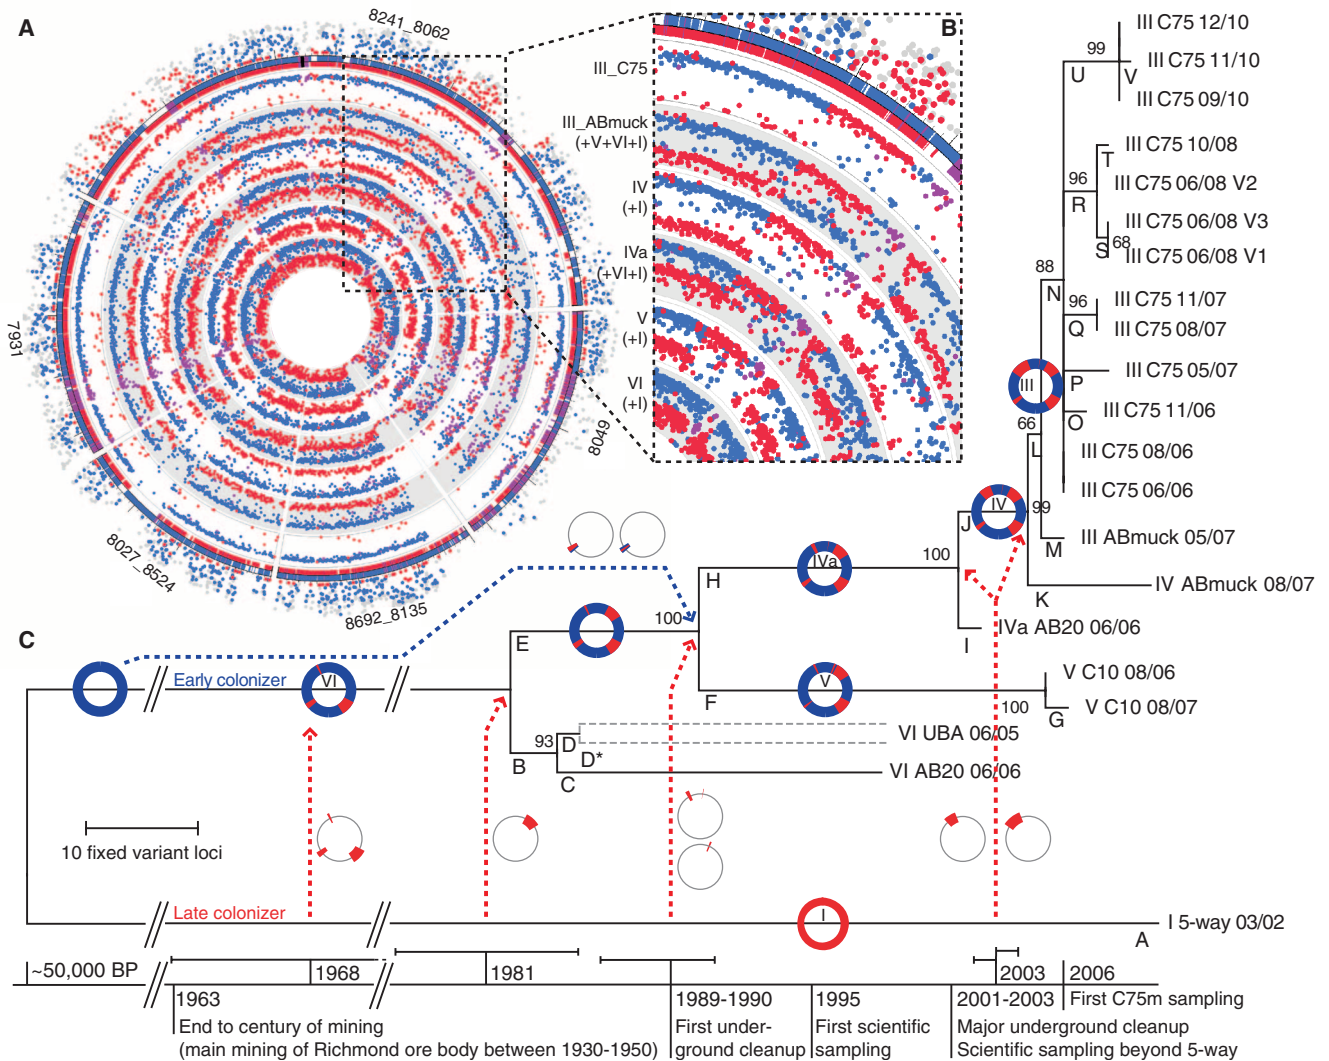 A
8241_8062
8049
8692_8135
8027_8524
7931
B
III_C75
III_ABmuck
(+V+VI+I)
IV
(+I)
IVa
(+VI+I)
V
(+I)
VI
(+I)
III C75 12/10
99
III C75 11/10
U
V
III C75 09/10
III C75 10/08
T
96
III C75 06/08 V2
R
III C75 06/08 V3
S
68
III C75 06/08 V1
88
N
III C75 11/07
96
Q
III C75 08/07
III
III C75 05/07
P
III C75 11/06
O
66
L
III C75 08/06
III C75 06/06
IV
99
J
III ABmuck 05/07
M
100
IVa
H
IV ABmuck 08/07
K
C
100
IVa AB20 06/06
I
E
Early colonizer
VI
V
V C10 08/06
F
100
V C10 08/07
G
VI UBA 06/05
93
D
D*
B
VI AB20 06/06
C
10 fixed variant loci
Late colonizer
I
I 5-way 03/02
A
~50,000 BP
1968
1981
2003
2006
1963
1989-1990
1995
2001-2003
First C75m sampling
End to century of mining
(main mining of Richmond ore body between 1930-1950)
First under-
ground cleanup
First scientific
sampling
Major underground cleanup
Scientific sampling beyond 5-way